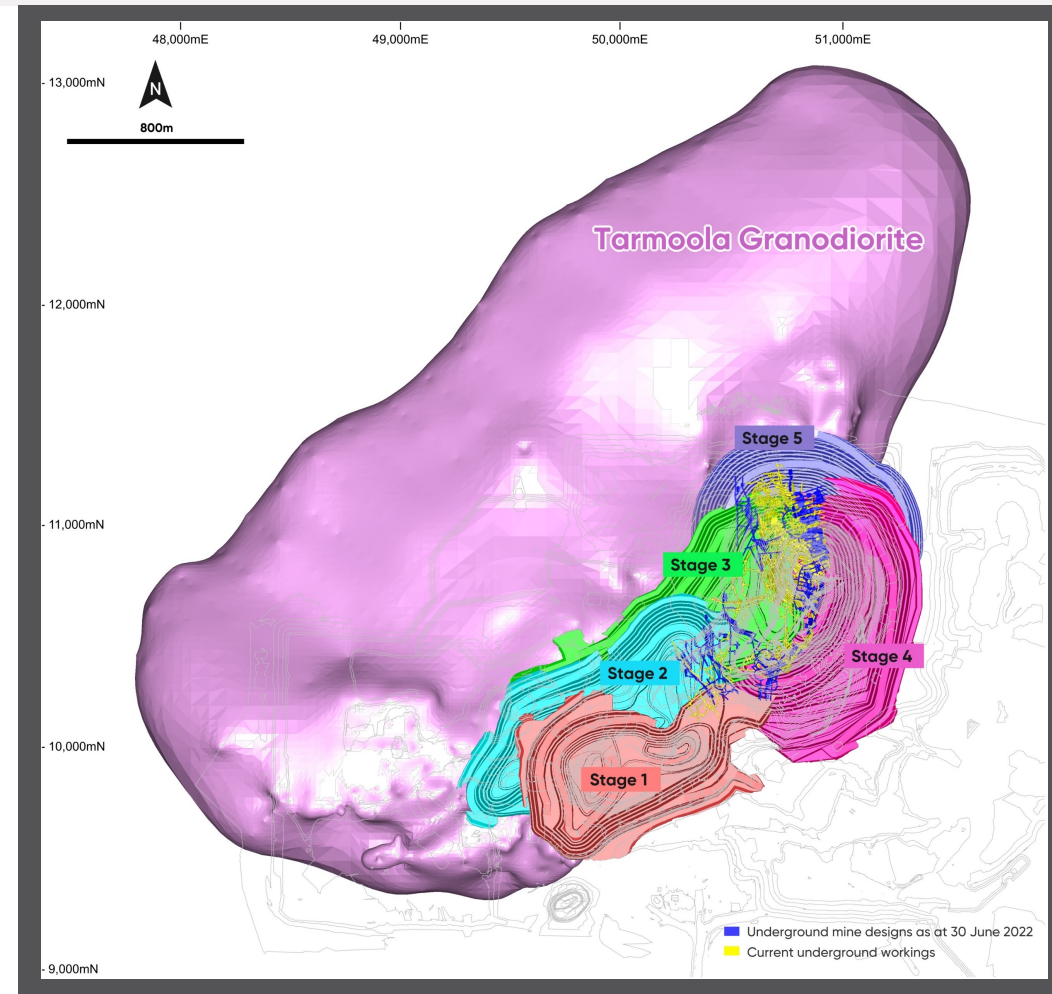 48,000mE
49,000mE
50,000mE
51,000mE
13,000mN
N
800m
Tarmoola Granodiorite
12,000mN
Stage 5
11,000mN
Stage 3
Stage 4
Stage 2
10,000mN
Stage 1
Underground mine designs as at 30 June 2022
Current underground workings
9,000mN